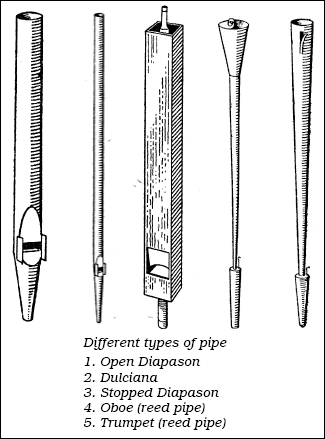 Different types of pipe
1. Open Diapason
2. Dulciana
3. Stopped Diapason
4. Oboe (reed pipe)
5. Trumpet (reed pipe)